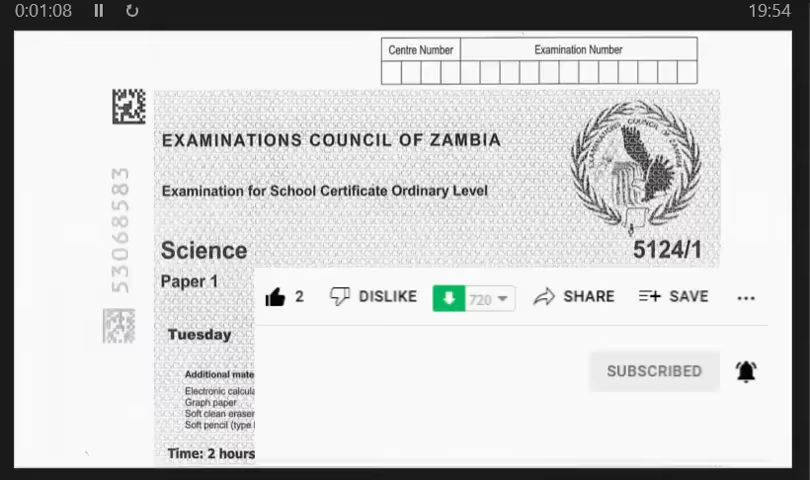 0:01:08
19:54
Centre Number
Examination Number
EXAMINATIONS COUNCIL OF ZAMBIA
Examination for School Certificate Ordinary Level
53068583
Science
5124/1
Paper 1
2
DISLIKE
720
SHARE
SAVE
Tuesday
SUBSCRIBED
Additional mate
Electronic calcula
Graph paper
Soft clean eraser
Soft pencil (type
Time: 2 hours